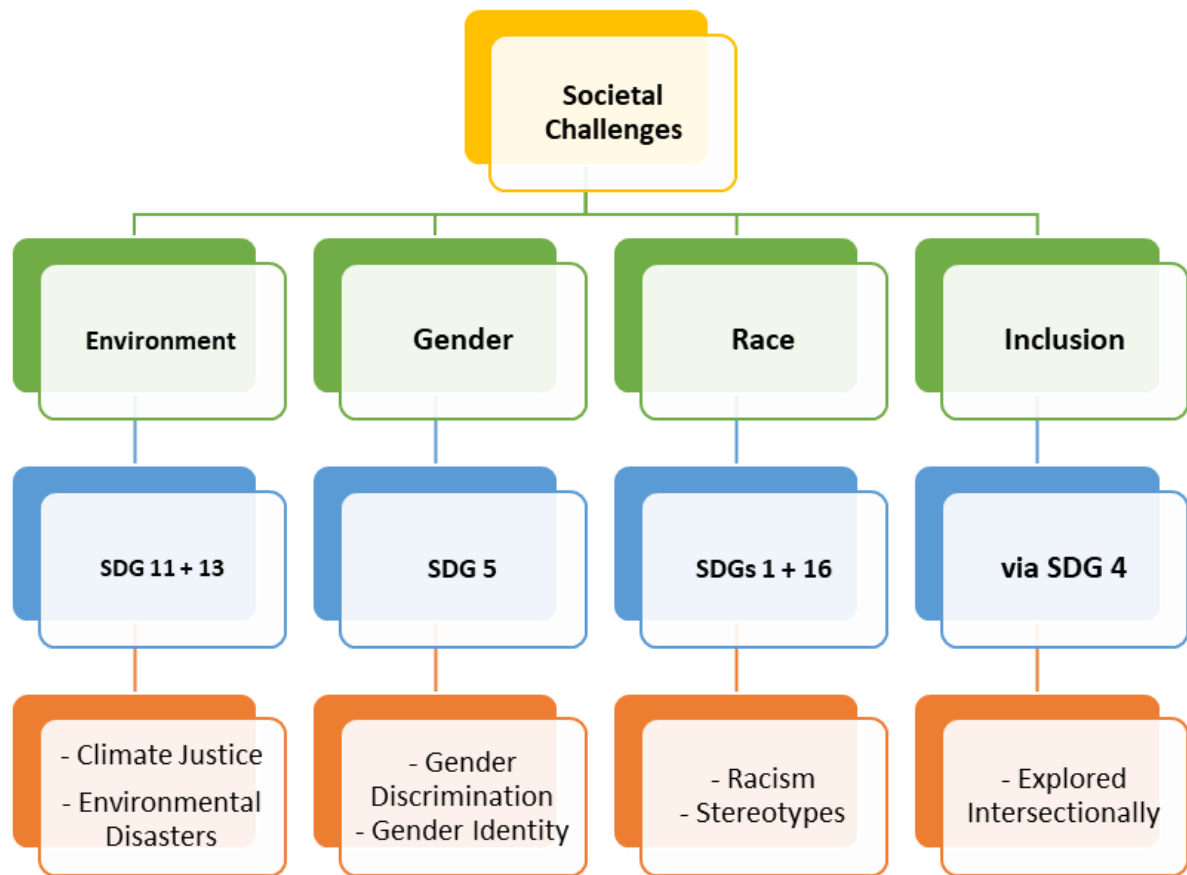 Societal
Challenges
Environment
Gender
Race
Inclusion
SDG 11 + 13
SDG 5
SDGs 1 + 16
via SDG 4
- Climate Justice
- Environmental
Disasters
- Gender
Discrimination
- Gender Identity
- Racism
- Stereotypes
- Explored
Intersectionally